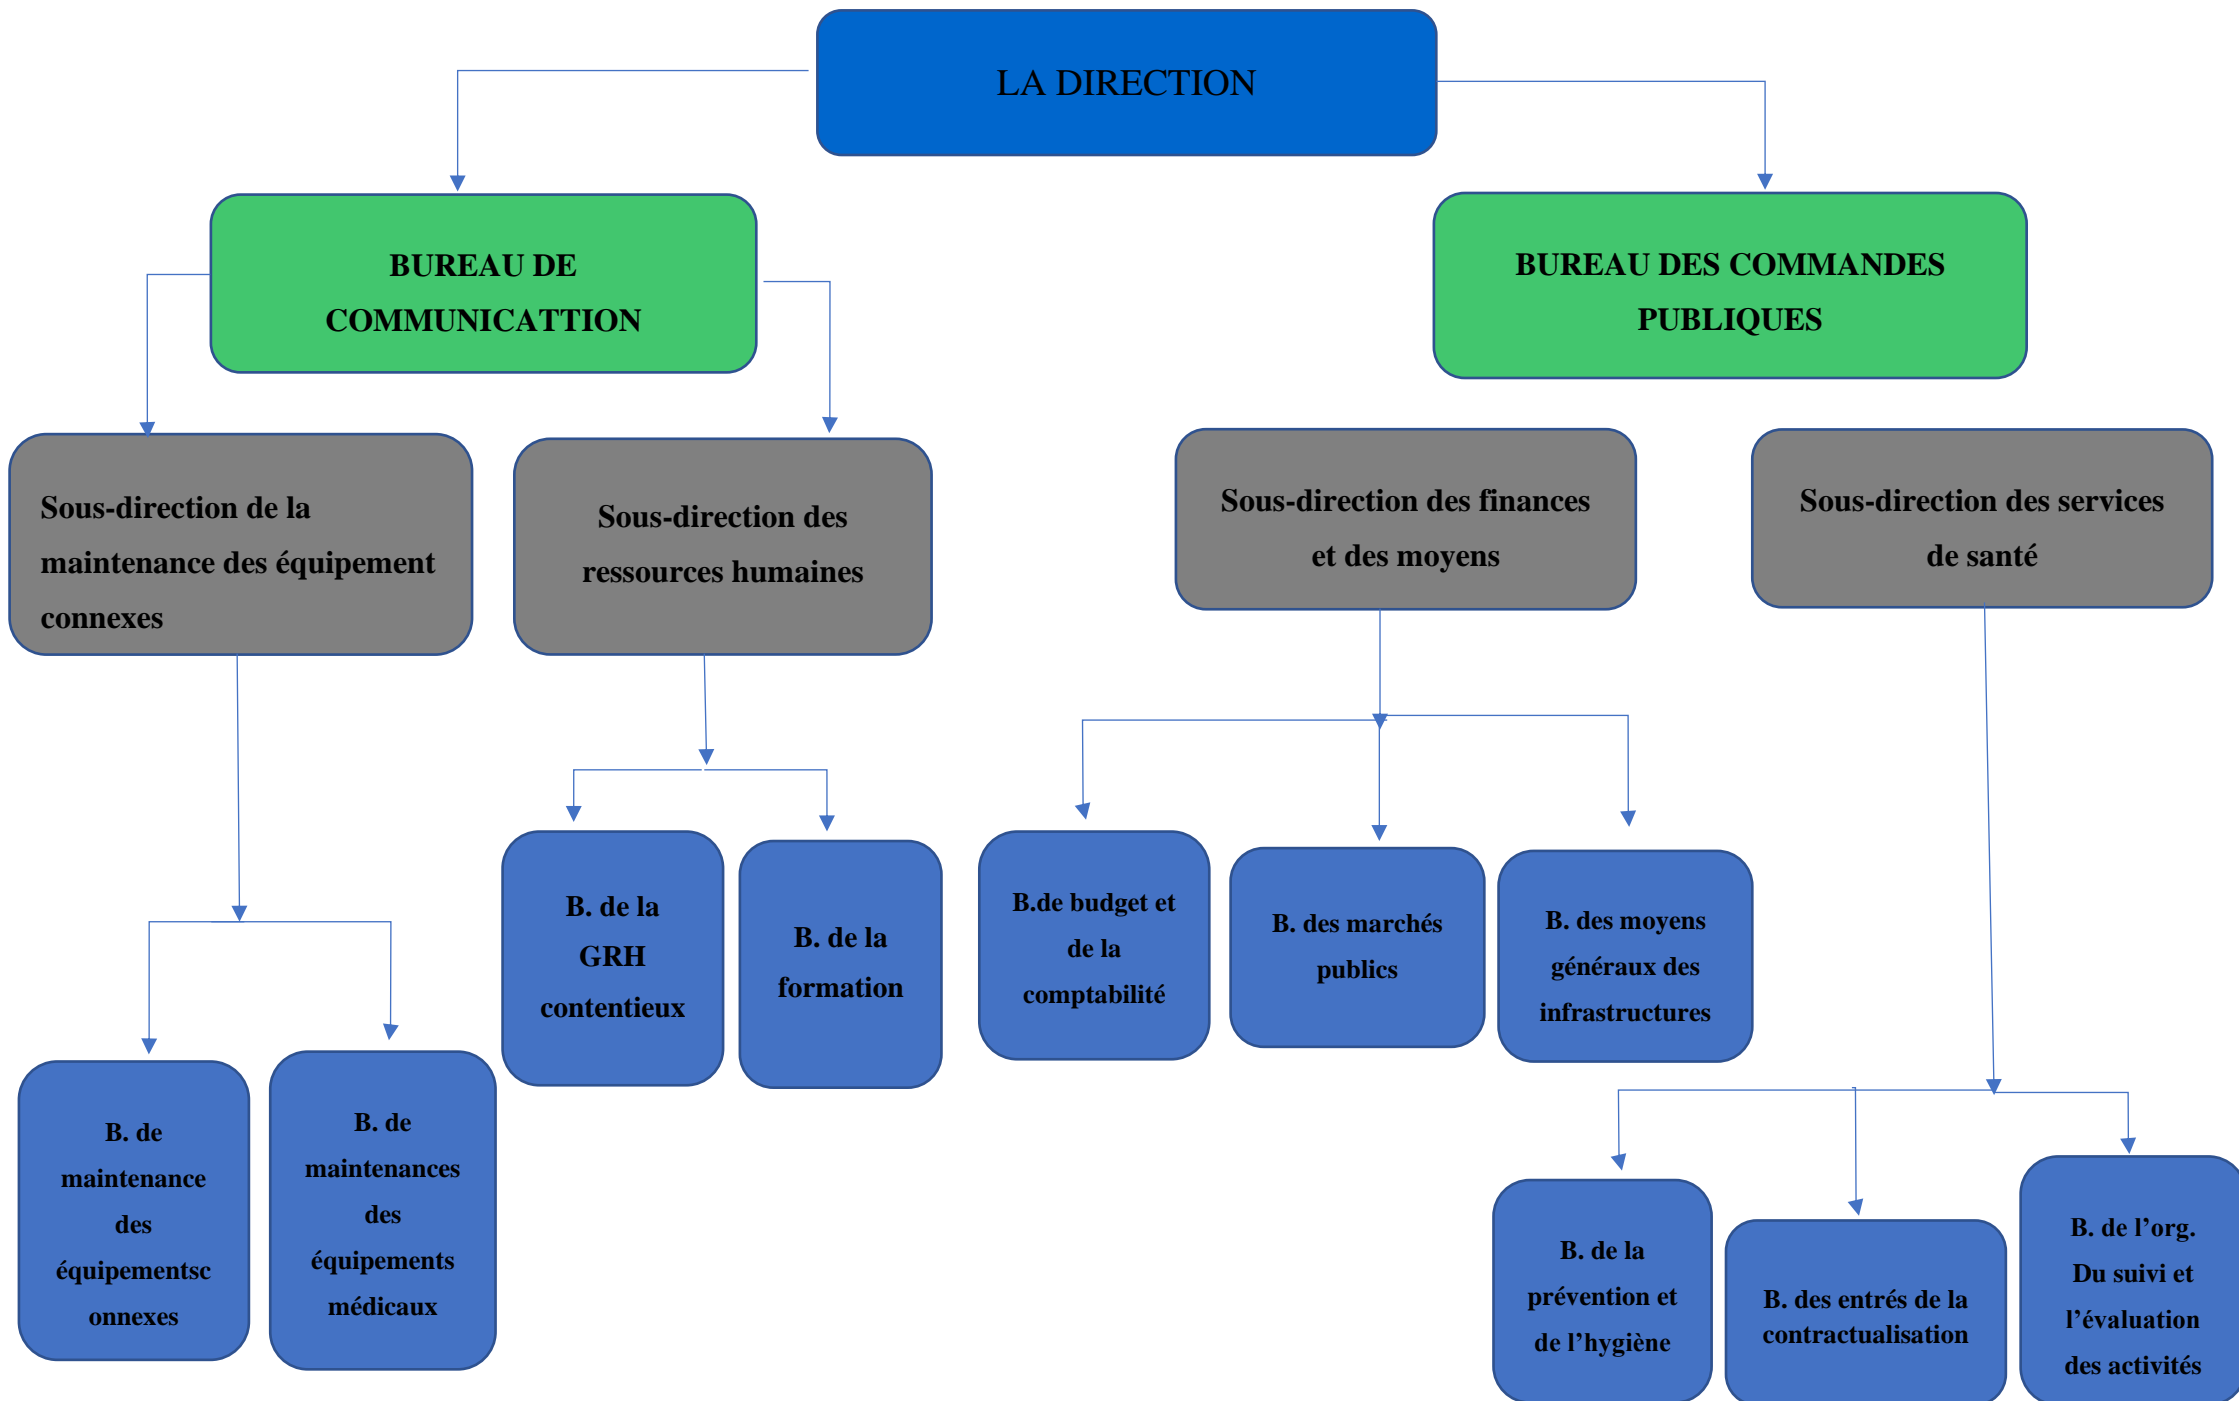 LA DIRECTION
BUREAU DE
COMMUNICATTION
BUREAU DES COMMANDES
PUBLIQUES
Sous-direction de la
maintenance des équipement
connexes
Sous-direction des
ressources humaines
Sous-direction des finances
et des moyens
Sous-direction des services
de santé
B. de la
GRH
contentieux
B. de la
formation
B.de budget et
de la
comptabilité
B. des marchés
publics
B. des moyens
généraux des
infrastructures
B. de
maintenance
des
équipementsc
onnexes
B. de
maintenances
des
équipements
médicaux
B. de la
prévention et
de l’hygiène
B. des entrés de la
contractualisation
B. de l’org.
Du suivi et
l’évaluation
des activités